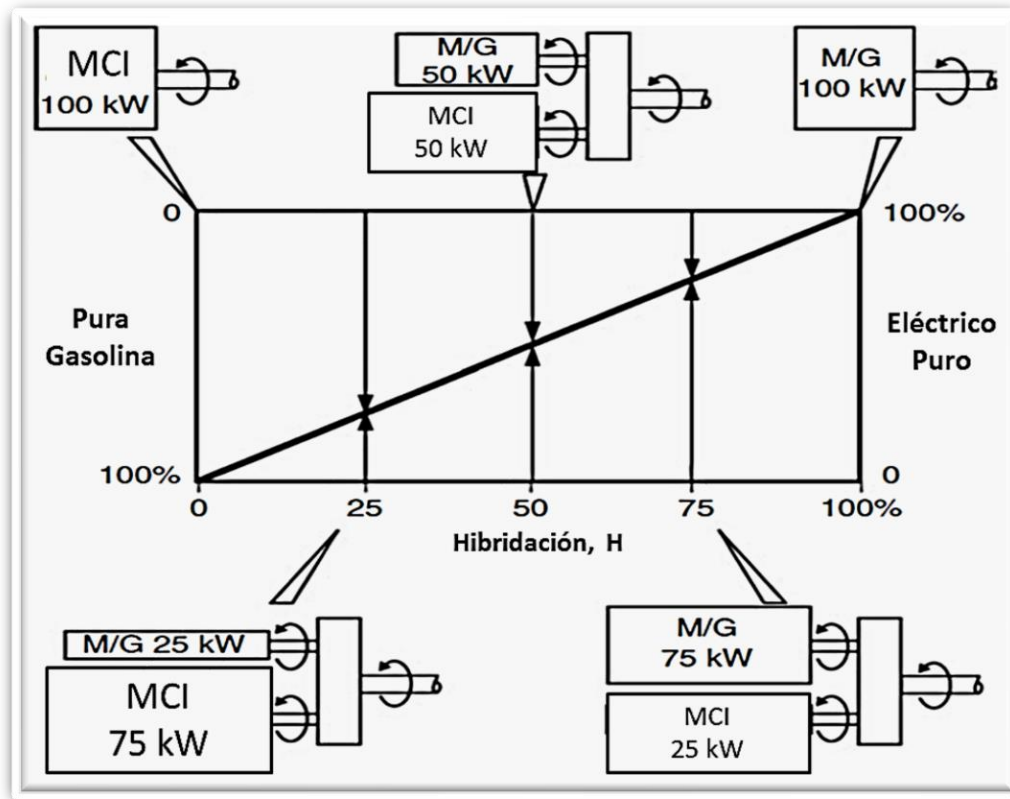 MCI
100 kW
M/G
50 kW
MCI
50 kW
M/G
100 kW
0
100%
Pura
Gasolina
Eléctrico
Puro
100%
0
0
25
50
75
100%
Hibridación, H
M/G 25 kW
MCI
75 kW
M/G
75 kW
MCI
25 kW